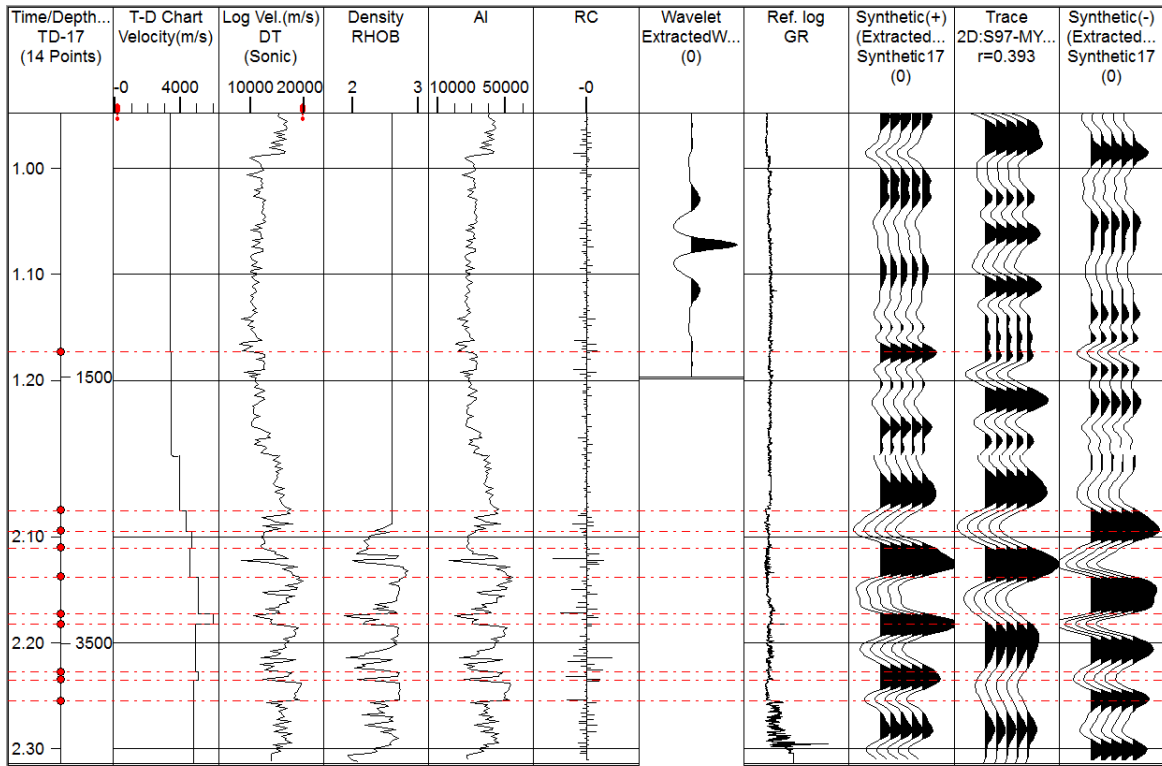 Time/Depth... T-D Chart Log Vel.(m/s) Density AI RC Wavelet Ref. log Synthetic(+) Trace Synthetic(-)
TD-17 Velocity(m/s) DT RHOB ExtractedW... GR (Extracted... 2D:S97-MY... (Extracted...
(14 Points) (Sonic) (0) Synthetic17 r=0.393 Synthetic17
(0) (0)
-0 4000 10000 20000 2 3 10000 50000 -0
1.00
1.10
1500
1.20
2.10
2.20
3500
2.30